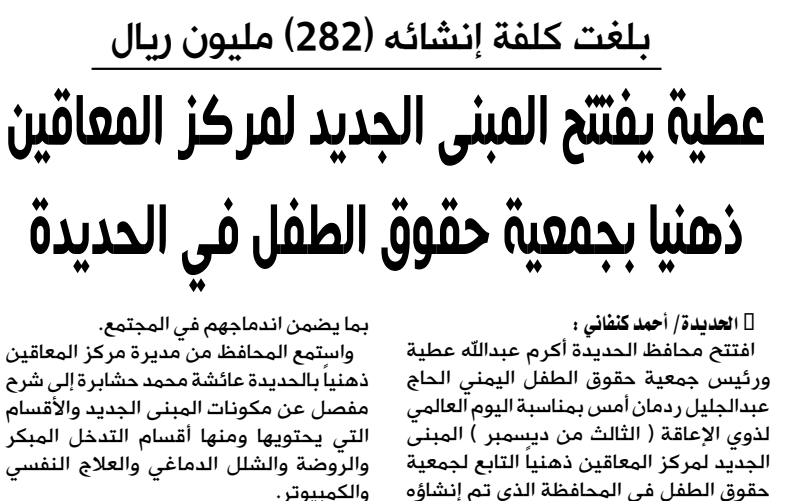 بلغت كلفة إنشائه (282) مليون ريال
عطية يفتتح المبنى الجديد لمركز المعاقين
ذهنيا بجمعية حقوق الطفل في الحديدة
الحديدة/ أحمد كنفاني :
افتتح محافظ الحديدة أكرم عبدالله عطية
ورئيس جمعية حقوق الطفل اليمني الحاج
عبدالجليل ردمان أمس بمناسبة اليوم العالمي
لذوي الإعاقة ( الثالث من ديسمبر ) المبنى
الجديد لمركز المعاقين ذهنياً التابع لجمعية
حقوق الطفل في المحافظة الذي تم إنشاؤه
بما يضمن اندماجهم في المجتمع.
واستمع المحافظ من مديرة مركز المعاقين
ذهنياً بالحديدة عائشة محمد حشابرة إلى شرح
مفصل عن مكونات المبنى الجديد والأقسام
التي يحتويها ومنها أقسام التدخل المبكر
والروضة والشلل الدماغي والعلاج النفسي
والكمبيوتر.